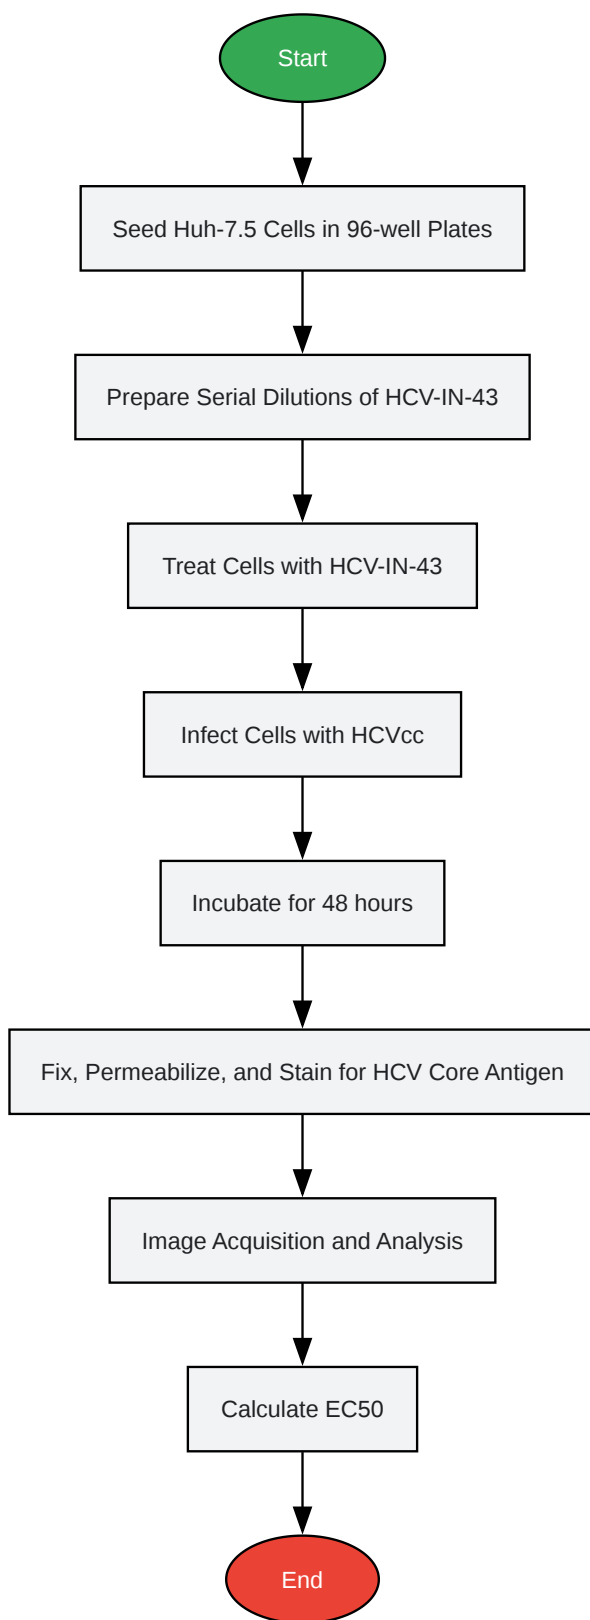 Start
Seed Huh-7.5 Cells in 96-well Plates
Prepare Serial Dilutions of HCV-IN-43
Treat Cells with HCV-IN-43
Infect Cells with HCVcc
Incubate for 48 hours
Fix, Permeabilize, and Stain for HCV Core Antigen
Image Acquisition and Analysis
Calculate EC50
End